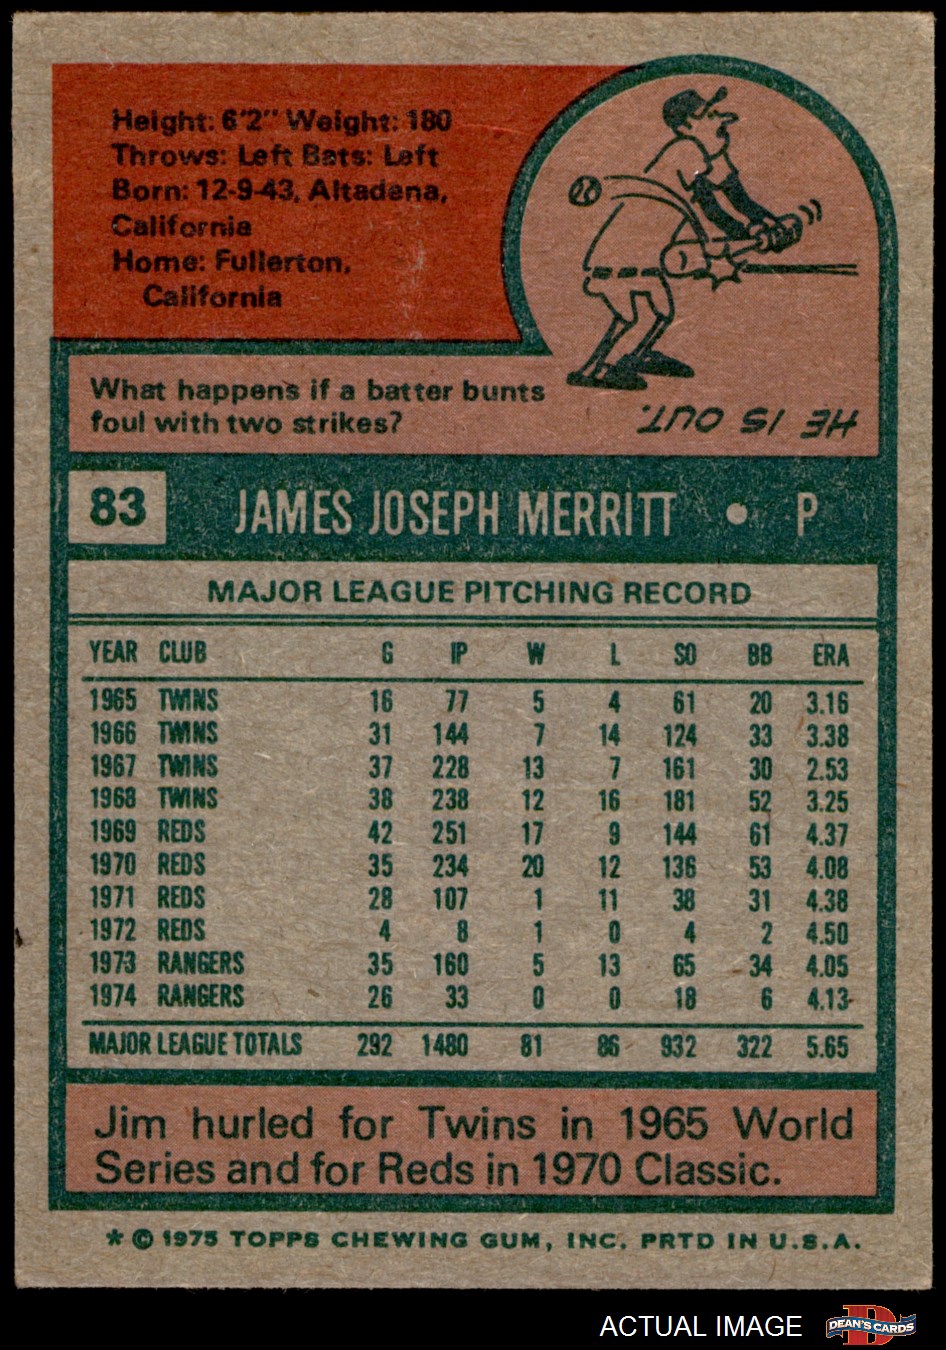 Height: 6'2" Weight: 180
Throws: Left Bats: Left
Born: 12-9-43, Altadena,
California
Home: Fullerton,
California
What happens if a batter bunts
foul with two strikes?
HE IS OUT.
83 JAMES JOSEPH MERRITT • P
MAJOR LEAGUE PITCHING RECORD
YEAR CLUB G IP W L SO BB ERA
1965 TWINS 16 77 5 4 61 20 3.16
1966 TWINS 31 144 7 14 124 33 3.38
1967 TWINS 37 228 13 7 161 30 2.53
1968 TWINS 38 238 12 16 181 52 3.25
1969 REDS 42 251 17 9 144 61 4.37
1970 REDS 35 234 20 12 136 53 4.08
1971 REDS 28 107 1 11 38 31 4.38
1972 REDS 4 8 1 0 4 2 4.50
1973 RANGERS 35 160 5 13 65 34 4.05
1974 RANGERS 26 33 0 0 18 6 4.13
MAJOR LEAGUE TOTALS 292 1480 81 86 932 322 5.65
Jim hurled for Twins in 1965 World
Series and for Reds in 1970 Classic.
* © 1975 TOPPS CHEWING GUM, INC. PRTD IN U.S.A.
ACTUAL IMAGE DEAN'S CARDS